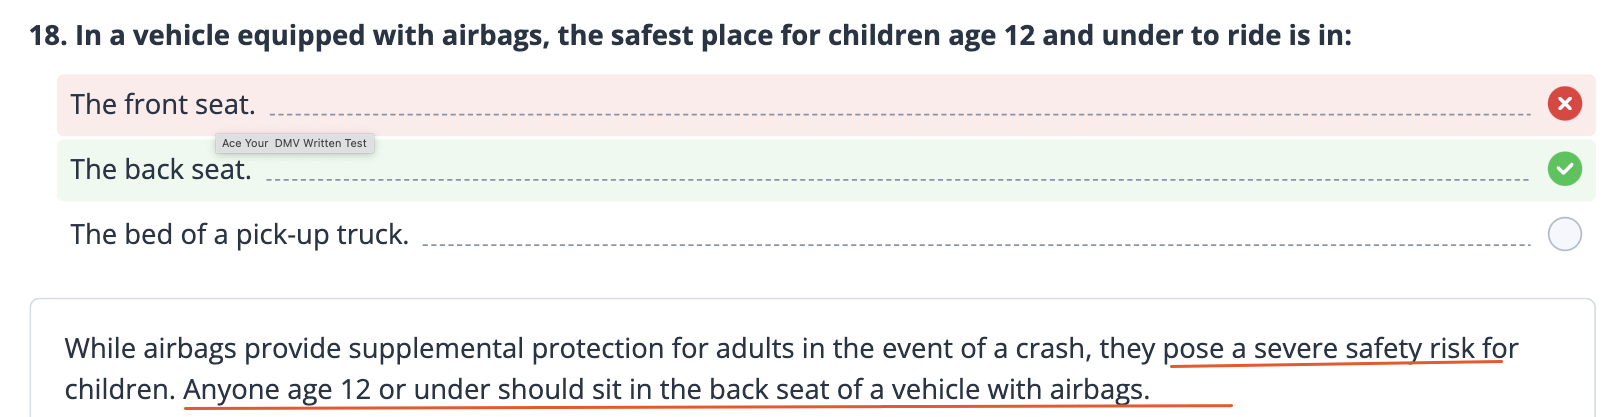 18. In a vehicle equipped with airbags, the safest place for children age 12 and under to ride is in:
The front seat.
Ace Your DMV Written Test
The back seat.
The bed of a pick-up truck.
While airbags provide supplemental protection for adults in the event of a crash, they pose a severe safety risk for
children. Anyone age 12 or under should sit in the back seat of a vehicle with airbags.